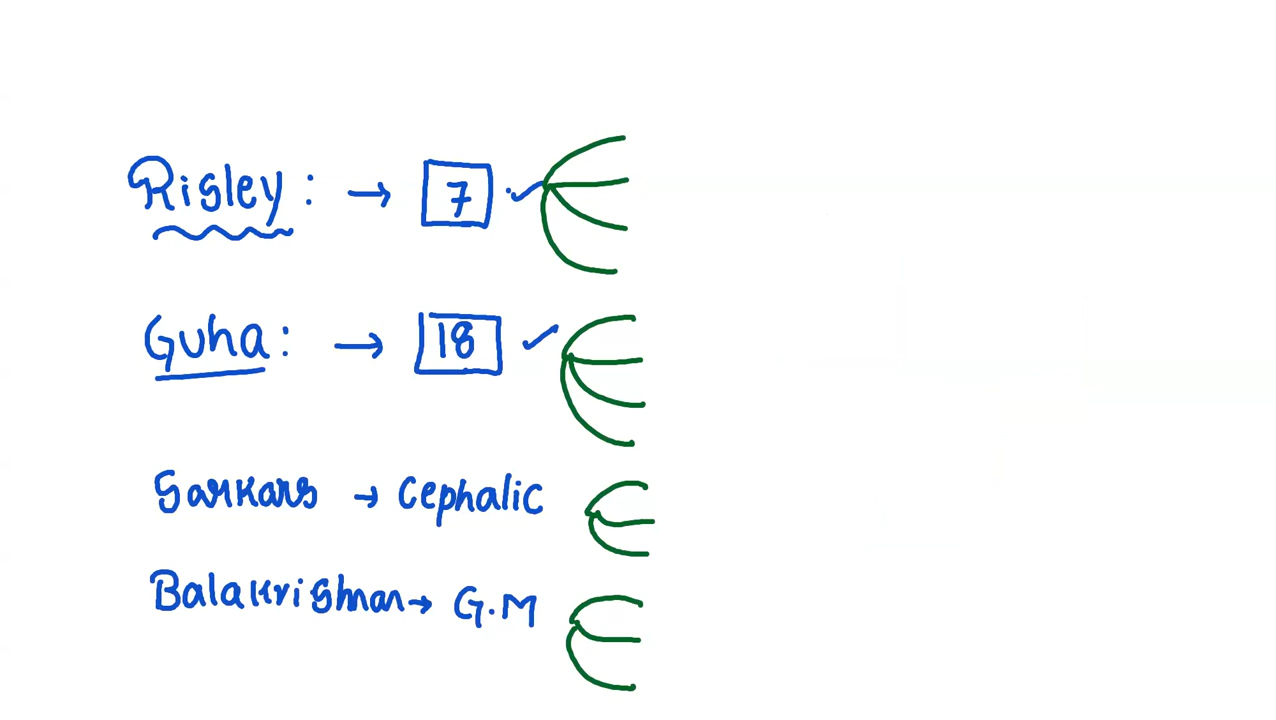 Risley: → 7 ✓
Guha: → 18 ✓
Sarkars → Cephalic
Balakrishnan → G.M